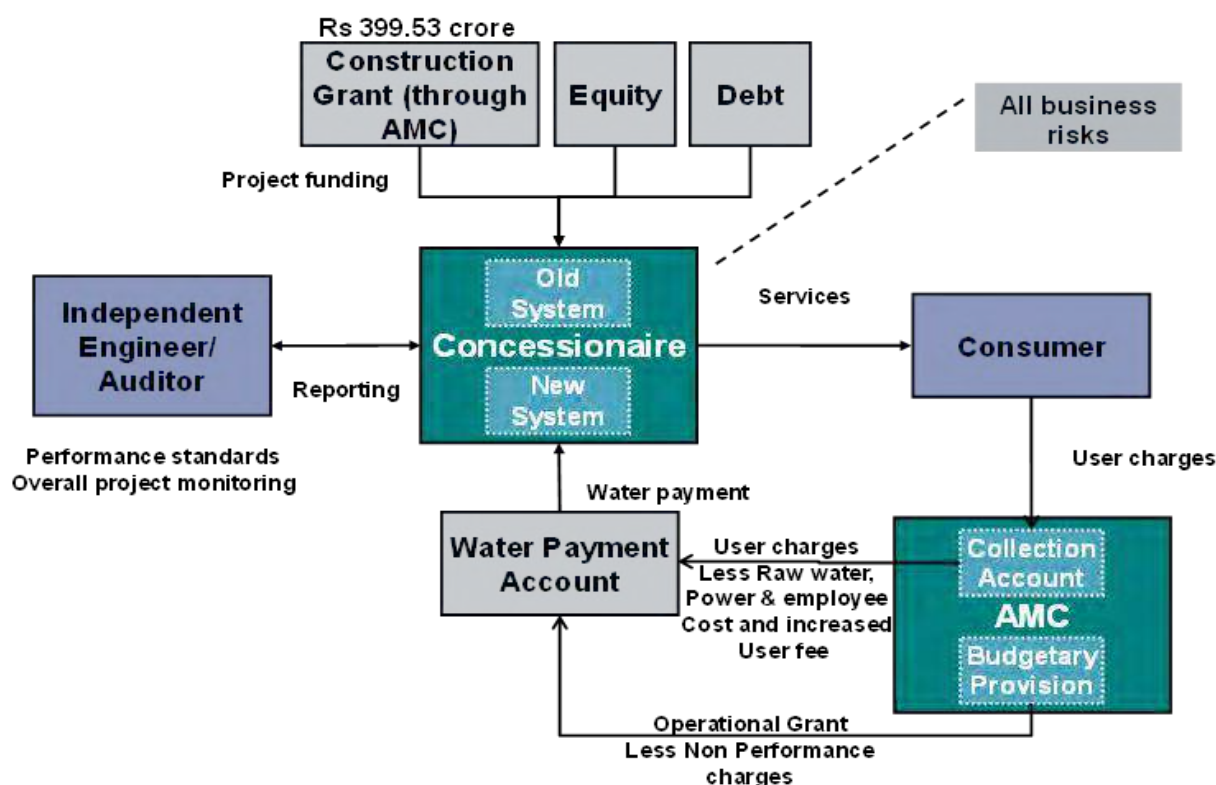 Rs 399.53 crore
Construction
Grant (through
AMC)
Equity
Debt
All business
risks
Project funding
Old
System
Concessionaire
New
System
Services
Independent
Engineer/
Auditor
Reporting
Consumer
Performance standards
Overall project monitoring
User charges
Water payment
Water Payment
Account
User charges
Less Raw water,
Power & employee
Cost and increased
User fee
Collection
Account
AMC
Budgetary
Provision
Operational Grant
Less Non Performance
charges